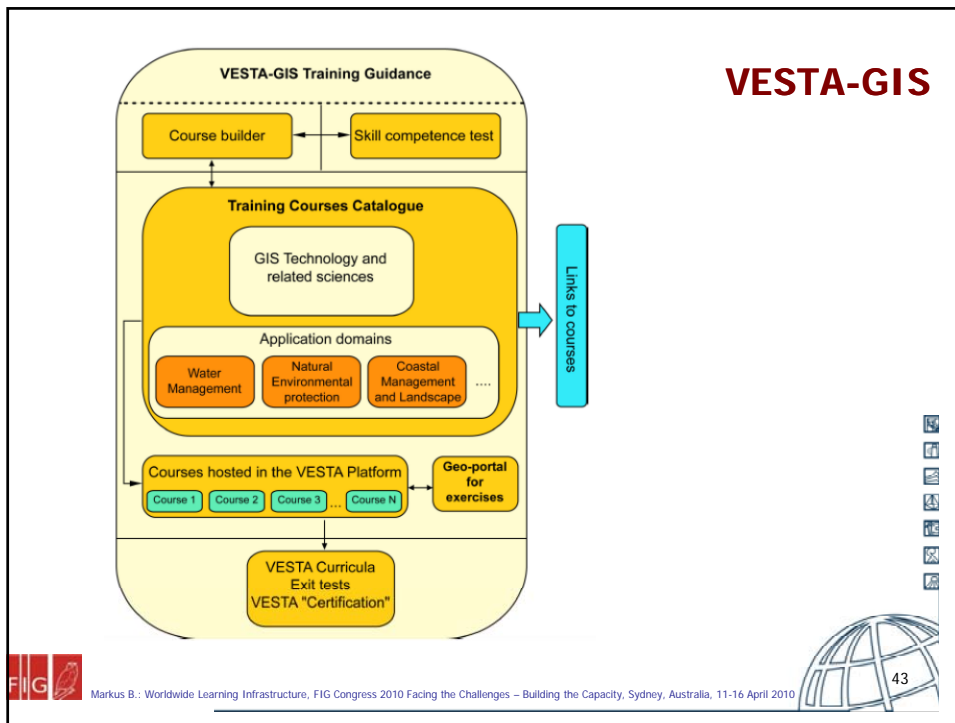 VESTA-GIS
VESTA-GIS Training Guidance
Course builder
Skill competence test
Training Courses Catalogue
GIS Technology and
related sciences
Application domains
Water
Management
Natural
Environmental
protection
Coastal
Management
and Landscape
....
Links to courses
Courses hosted in the VESTA Platform
Course 1
Course 2
Course 3
...
Course N
Geo-portal
for
exercises
VESTA Curricula
Exit tests
VESTA "Certification"
FIG
Markus B.: Worldwide Learning Infrastructure, FIG Congress 2010 Facing the Challenges – Building the Capacity, Sydney, Australia, 11-16 April 2010
43